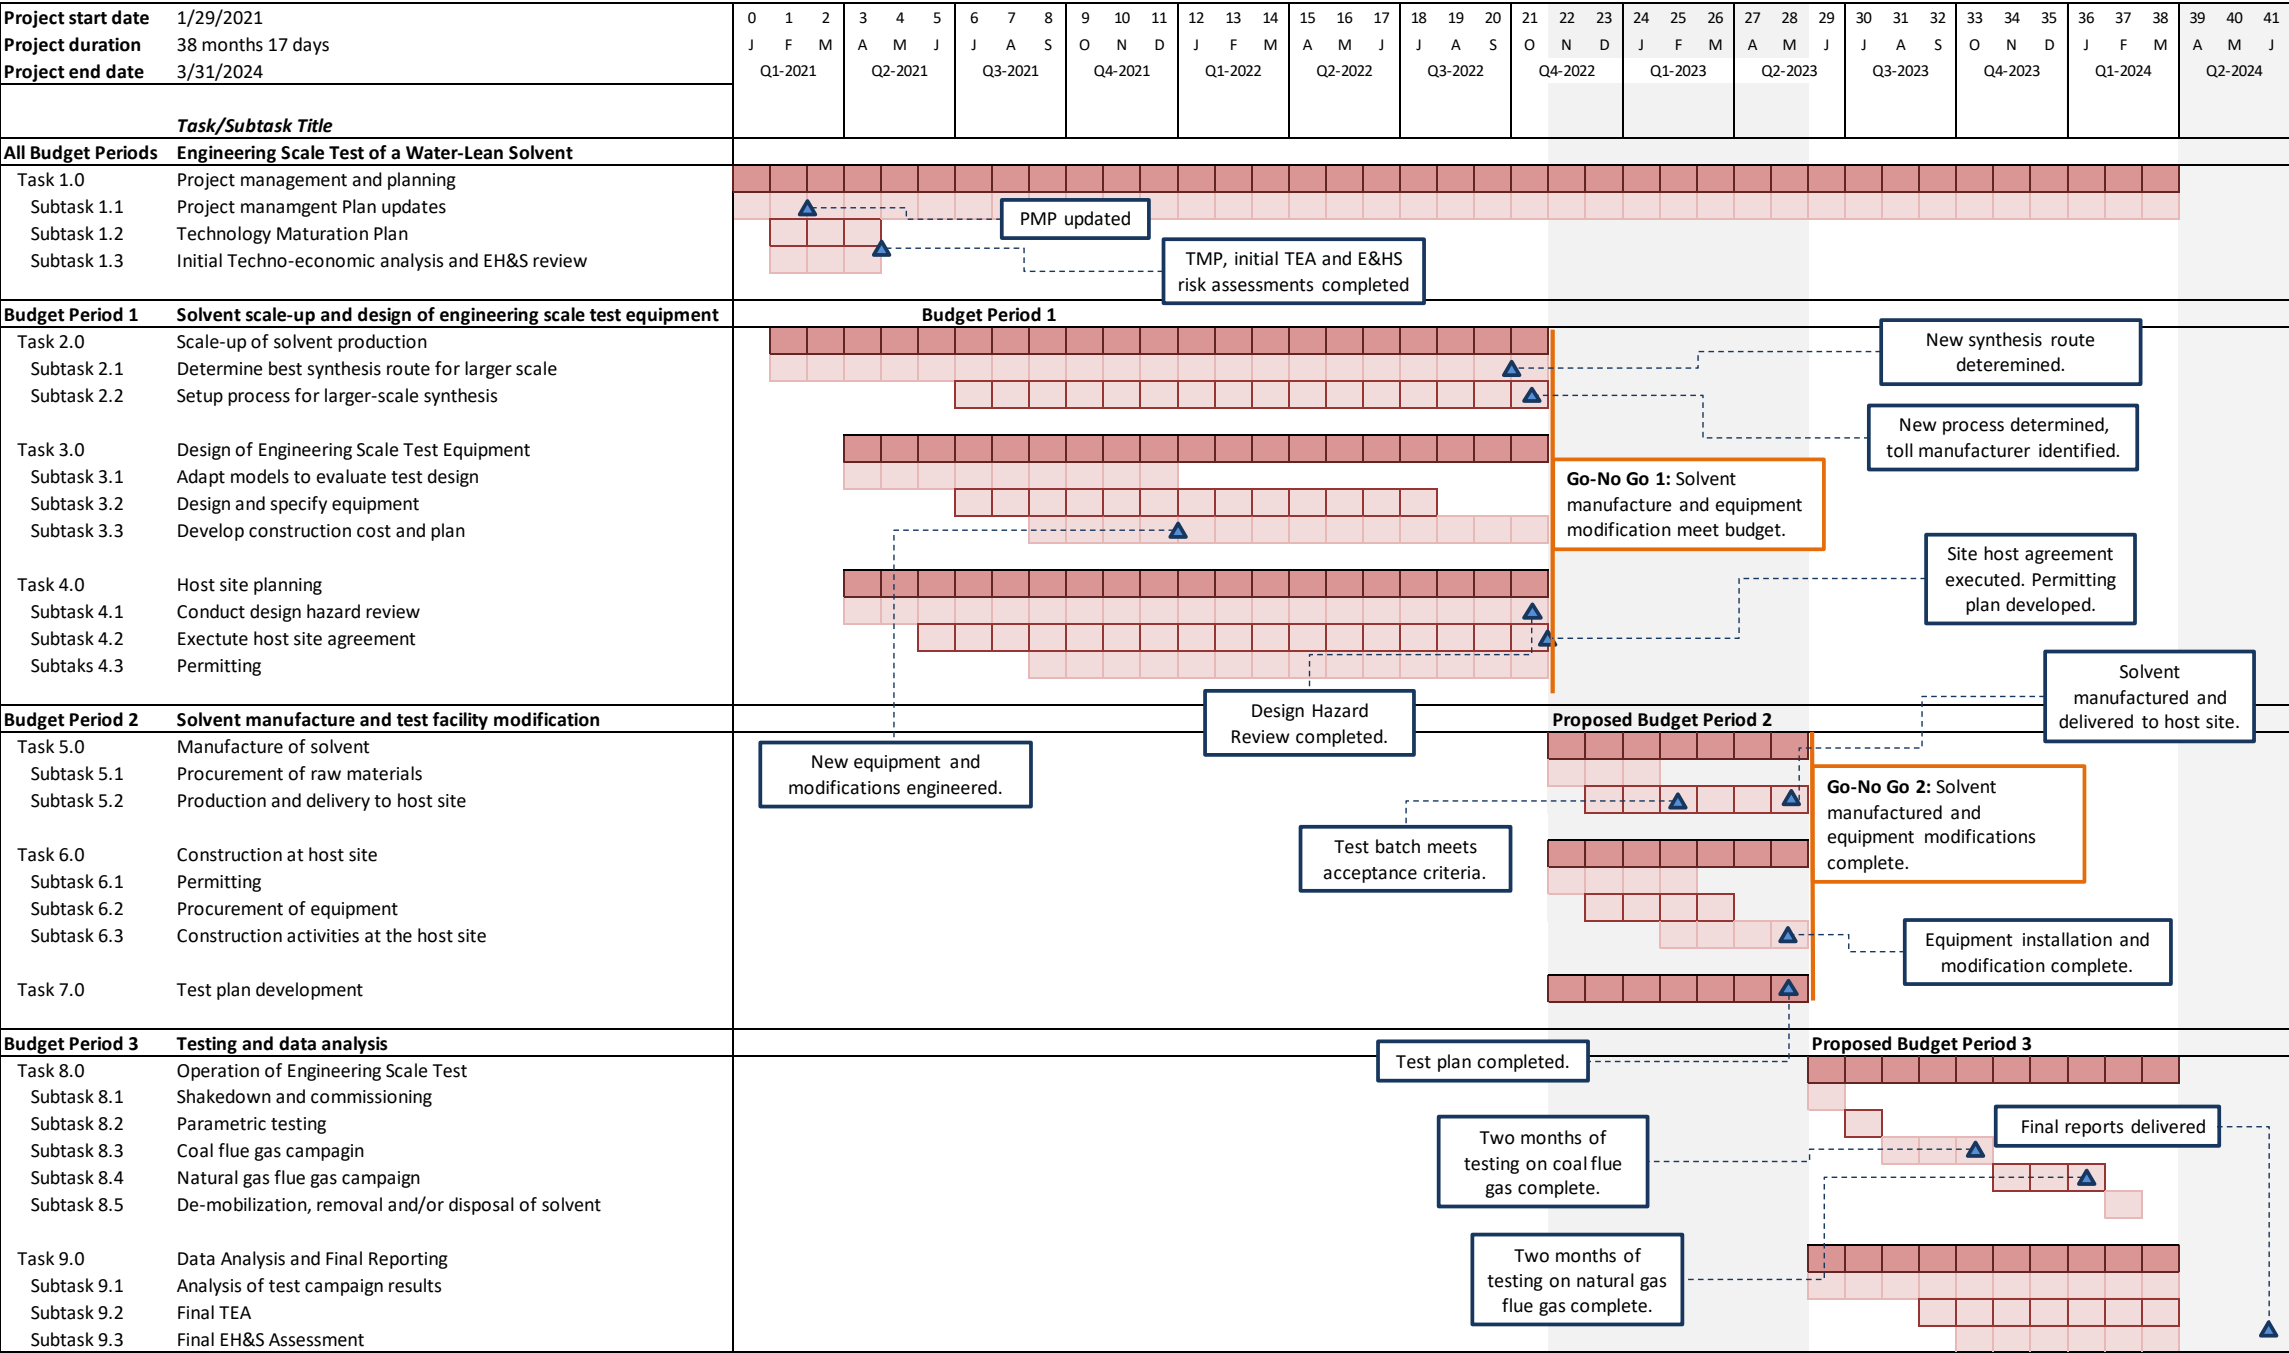 Project start date 1/29/2021 0 1 2 3 4 5 6 7 8 9 10 11 12 13 14 15 16 17 18 19 20 21 22 23 24 25 26 27 28 29 30 31 32 33 34 35 36 37 38 39 40 41
Project duration 38 months 17 days J F M A M J J A S O N D J F M A M J J A S O N D J F M A M J J A S O N D J F M A M J
Project end date 3/31/2024 Q1-2021 Q2-2021 Q3-2021 Q4-2021 Q1-2022 Q2-2022 Q3-2022 Q4-2022 Q1-2023 Q2-2023 Q3-2023 Q4-2023 Q1-2024 Q2-2024
Task/Subtask Title
All Budget Periods Engineering Scale Test of a Water-Lean Solvent
Task 1.0 Project management and planning
Subtask 1.1 Project manamgent Plan updates
PMP updated
Subtask 1.2 Technology Maturation Plan
Subtask 1.3 Initial Techno-economic analysis and EH&S review
TMP, initial TEA and E&HS
risk assessments completed
Budget Period 1 Solvent scale-up and design of engineering scale test equipment Budget Period 1
Task 2.0 Scale-up of solvent production
New synthesis route
deteremined.
Subtask 2.1 Determine best synthesis route for larger scale
Subtask 2.2 Setup process for larger-scale synthesis
New process determined,
toll manufacturer identified.
Task 3.0 Design of Engineering Scale Test Equipment
Subtask 3.1 Adapt models to evaluate test design
Go-No Go 1: Solvent
manufacture and equipment
modification meet budget.
Subtask 3.2 Design and specify equipment
Subtask 3.3 Develop construction cost and plan
Site host agreement
executed. Permitting
plan developed.
Task 4.0 Host site planning
Subtask 4.1 Conduct design hazard review
Subtask 4.2 Exectute host site agreement
Subtaks 4.3 Permitting
Solvent
manufactured and
delivered to host site.
Design Hazard
Review completed.
Budget Period 2 Solvent manufacture and test facility modification Proposed Budget Period 2
Task 5.0 Manufacture of solvent
New equipment and
modifications engineered.
Subtask 5.1 Procurement of raw materials
Subtask 5.2 Production and delivery to host site
Go-No Go 2: Solvent
manufactured and
equipment modifications
complete.
Test batch meets
acceptance criteria.
Task 6.0 Construction at host site
Subtask 6.1 Permitting
Subtask 6.2 Procurement of equipment
Subtask 6.3 Construction activities at the host site
Equipment installation and
modification complete.
Task 7.0 Test plan development
Budget Period 3 Testing and data analysis Proposed Budget Period 3
Test plan completed.
Task 8.0 Operation of Engineering Scale Test
Subtask 8.1 Shakedown and commissioning
Subtask 8.2 Parametric testing
Final reports delivered
Two months of
testing on coal flue
gas complete.
Subtask 8.3 Coal flue gas campagin
Subtask 8.4 Natural gas flue gas campaign
Subtask 8.5 De-mobilization, removal and/or disposal of solvent
Two months of
testing on natural gas
flue gas complete.
Task 9.0 Data Analysis and Final Reporting
Subtask 9.1 Analysis of test campaign results
Subtask 9.2 Final TEA
Subtask 9.3 Final EH&S Assessment